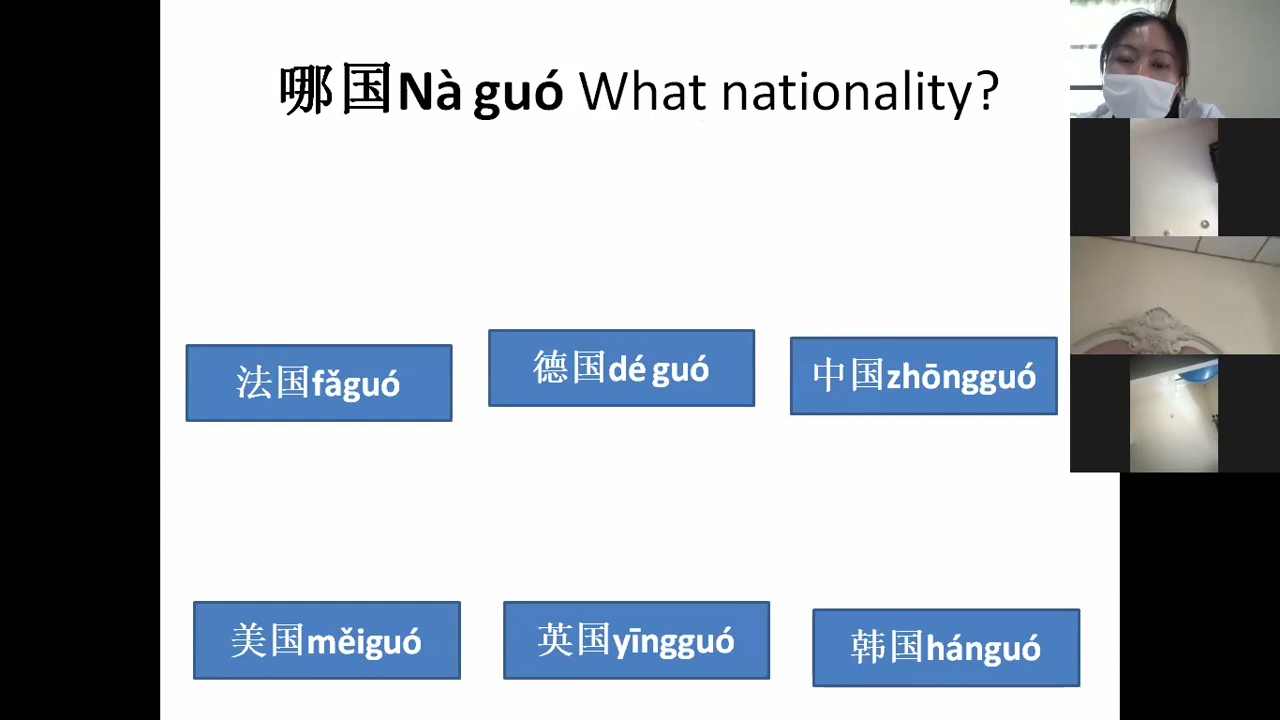 哪国Nà guó What nationality?
法国fǎguó
德国dé guó
中国zhōngguó
美国měiguó
英国yīngguó
韩国hánguó